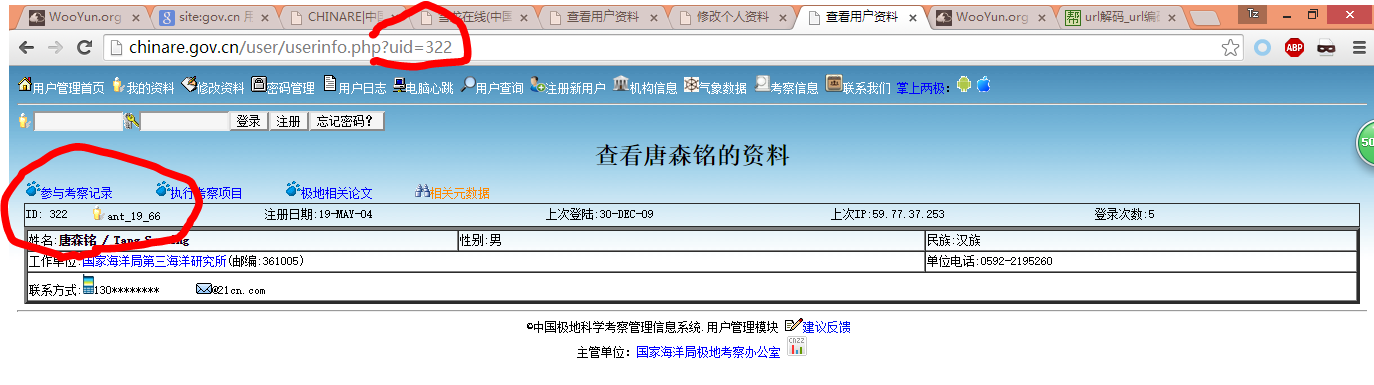 WooYun.org
site:gov.cn 用
CHINARE|中国
雪龙在线(中国
查看用户资料
修改个人资料
查看用户资料
WooYun.org
url解码_url编
Tz
chinare.gov.cn/user/userinfo.php?uid=322
ABP
用户管理首页 我的资料 修改资料 密码管理 用户日志 电脑心跳 用户查询 注册新用户 机构信息 气象数据 考察信息 联系我们 掌上两极:
登录 注册 忘记密码?
50
查看唐森铭的资料
参与考察记录 执行考察项目 极地相关论文 相关元数据
ID: 322 ant_19_66 注册日期:19-MAY-04 上次登陆:30-DEC-09 上次IP:59.77.37.253 登录次数:5
姓名:唐森铭 / Tang 性别:男 民族:汉族
工作单位:国家海洋局第三海洋研究所(邮编:361005) 单位电话:0592-2195260
联系方式:130******** @21cn.com
©中国极地科学考察管理信息系统.用户管理模块 建议反馈
主管单位: 国家海洋局极地考察办公室 CNZZ